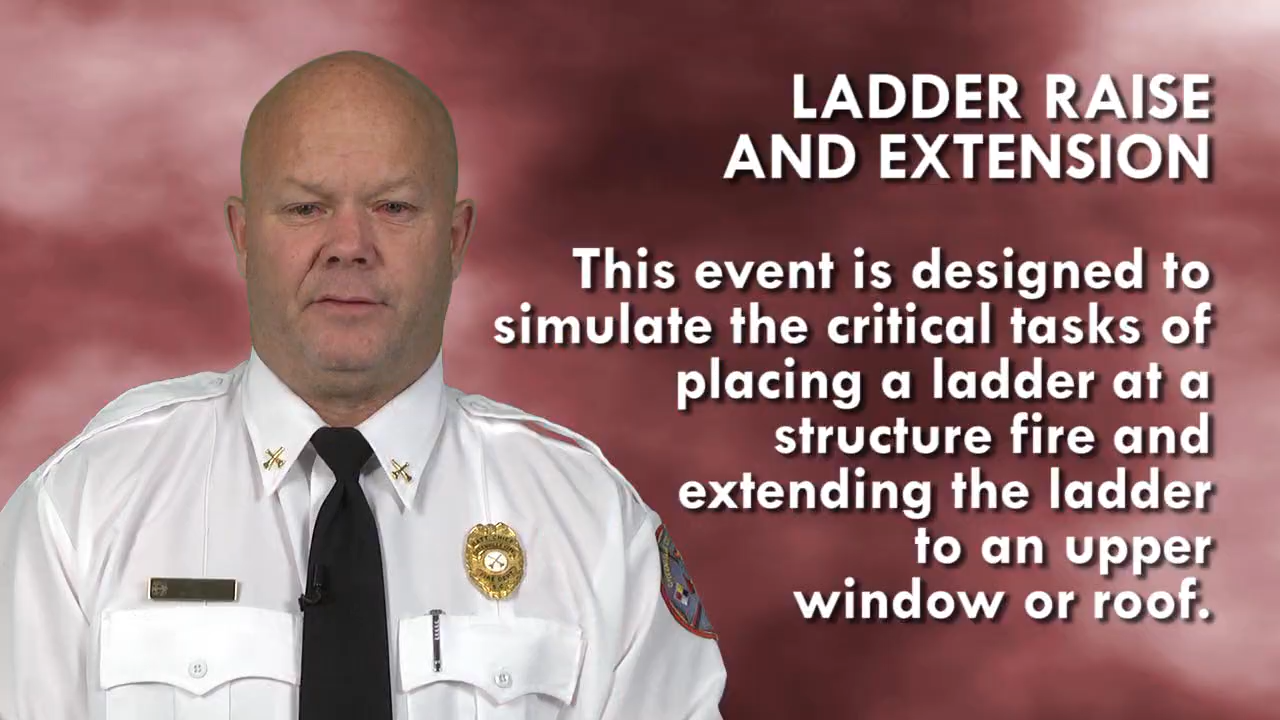 LADDER RAISE
AND EXTENSION
This event is designed to
simulate the critical tasks of
placing a ladder at a
structure fire and
extending the ladder
to an upper
window or roof.